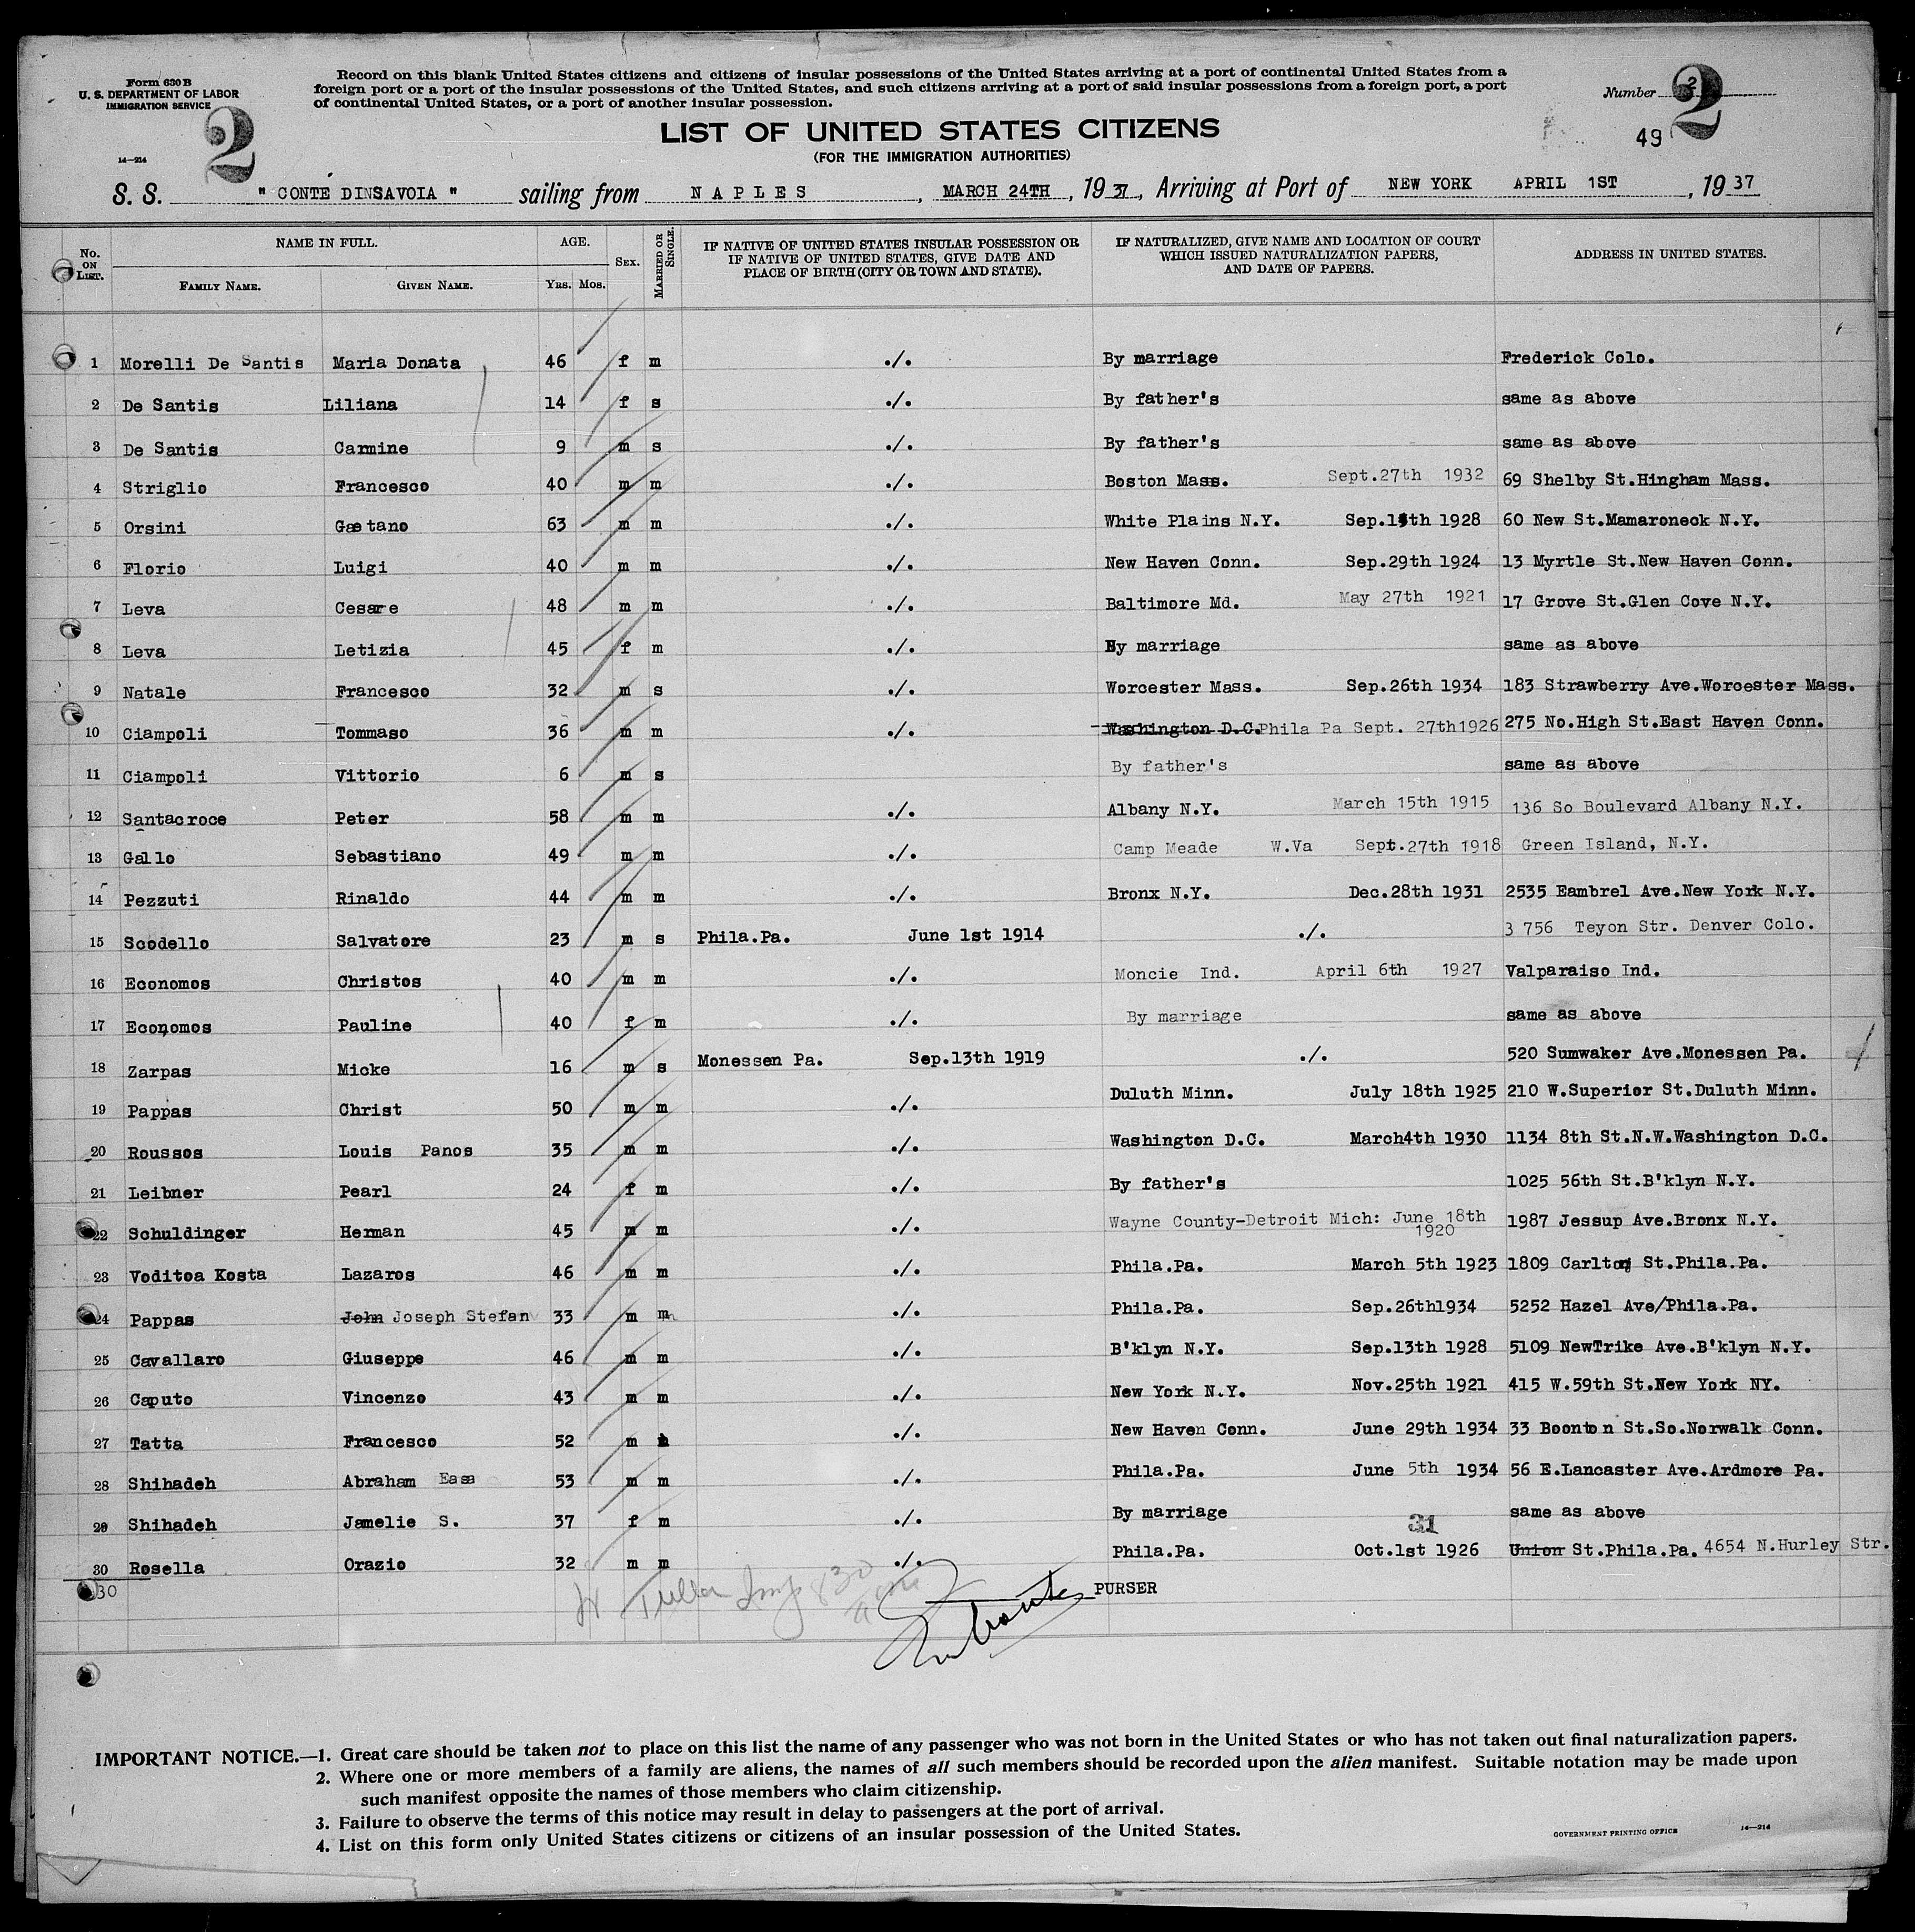 Form 630 B
U. S. DEPARTMENT OF LABOR
IMMIGRATION SERVICE
14—214
2
Record on this blank United States citizens and citizens of insular possessions of the United States arriving at a port of continental United States from a
foreign port or a port of the insular possessions of the United States, and such citizens arriving at a port of said insular possessions from a foreign port, a port
of continental United States, or a port of another insular possession.
Number 2
2
49
LIST OF UNITED STATES CITIZENS
(FOR THE IMMIGRATION AUTHORITIES)
S. S. " CONTE DINSAVOIA " sailing from NAPLES, MARCH 24TH, 1937, Arriving at Port of NEW YORK APRIL 1ST, 1937
No. ON LIST. NAME IN FULL. FAMILY NAME. GIVEN NAME. AGE. YRS. MOS. SEX. MARRIED OR SINGLE. IF NATIVE OF UNITED STATES INSULAR POSSESSION OR IF NATIVE OF UNITED STATES, GIVE DATE AND PLACE OF BIRTH (CITY OR TOWN AND STATE). IF NATURALIZED, GIVE NAME AND LOCATION OF COURT WHICH ISSUED NATURALIZATION PAPERS, AND DATE OF PAPERS. ADDRESS IN UNITED STATES.
1 Morelli De Santis Maria Donata 46 f m ./. By marriage Frederick Colo.
2 De Santis Liliana 14 f s ./. By father's same as above
3 De Santis Carmine 9 m s ./. By father's same as above
4 Striglio Francesco 40 m m ./. Boston Mass. Sept.27th 1932 69 Shelby St.Hingham Mass.
5 Orsini Gaetano 63 m m ./. White Plains N.Y. Sep.15th 1928 60 New St.Mamaroneck N.Y.
6 Florio Luigi 40 m m ./. New Haven Conn. Sep.29th 1924 13 Myrtle St.New Haven Conn.
7 Leva Cesare 48 m m ./. Baltimore Md. May 27th 1921 17 Grove St.Glen Cove N.Y.
8 Leva Letizia 45 f m ./. By marriage same as above
9 Natale Francesco 32 m s ./. Worcester Mass. Sep.26th 1934 183 Strawberry Ave.Worcester Mass.
10 Ciampoli Tommaso 36 m m ./. Washington D.C. Phila Pa Sept. 27th1926 275 No.High St.East Haven Conn.
11 Ciampoli Vittorio 6 m s By father's same as above
12 Santacroce Peter 58 m m ./. Albany N.Y. March 15th 1915 136 So Boulevard Albany N.Y.
13 Gallo Sebastiano 49 m m ./. Camp Meade W.Va Sept.27th 1918 Green Island, N.Y.
14 Pezzuti Rinaldo 44 m m ./. Bronx N.Y. Dec.28th 1931 2535 Eambrel Ave.New York N.Y.
15 Scodello Salvatore 23 m s Phila.Pa. June 1st 1914 ./. 3 756 Teyon Str. Denver Colo.
16 Economos Christos 40 m m ./. Moncie Ind. April 6th 1927 Valparaiso Ind.
17 Economos Pauline 40 f m ./. By marriage same as above
18 Zarpas Micke 16 m s Monessen Pa. Sep.13th 1919 ./. 520 Sumwaker Ave.Monessen Pa.
19 Pappas Christ 50 m m ./. Duluth Minn. July 18th 1925 210 W.Superior St.Duluth Minn.
20 Roussos Louis Panos 35 m m ./. Washington D.C. March4th 1930 1134 8th St.N.W.Washington D.C.
21 Leibner Pearl 24 f m ./. By father's 1025 56th St.B'klyn N.Y.
22 Schuldinger Herman 45 m m ./. Wayne County-Detroit Mich: June 18th 1920 1987 Jessup Ave.Bronx N.Y.
23 Voditoa Kosta Lazaros 46 m m ./. Phila.Pa. March 5th 1923 1809 Carlton St.Phila.Pa.
24 Pappas John Joseph Stefan 33 m m ./. Phila.Pa. Sep.26th1934 5252 Hazel Ave/Phila.Pa.
25 Cavallaro Giuseppe 46 m m ./. B'klyn N.Y. Sep.13th 1928 5109 NewTrike Ave.B'klyn N.Y.
26 Caputo Vincenzo 43 m m ./. New York N.Y. Nov.25th 1921 415 W.59th St.New York NY.
27 Tatta Francesco 52 m ./. New Haven Conn. June 29th 1934 33 Boonton St.So.Norwalk Conn.
28 Shihadeh Abraham Easa 53 m m ./. Phila.Pa. June 5th 1934 56 E.Lancaster Ave.Ardmore Pa.
29 Shihadeh Jamelie S. 37 f m ./. By marriage same as above
31
30 Rosella Orazio 32 m m ./. Phila.Pa. Oct.1st 1926 Union St.Phila.Pa. 4654 N.Hurley Str.
30
PURSER
IMPORTANT NOTICE.—1. Great care should be taken not to place on this list the name of any passenger who was not born in the United States or who has not taken out final naturalization papers.
2. Where one or more members of a family are aliens, the names of all such members should be recorded upon the alien manifest. Suitable notation may be made upon
such manifest opposite the names of those members who claim citizenship.
3. Failure to observe the terms of this notice may result in delay to passengers at the port of arrival.
4. List on this form only United States citizens or citizens of an insular possession of the United States.
GOVERNMENT PRINTING OFFICE 14—214